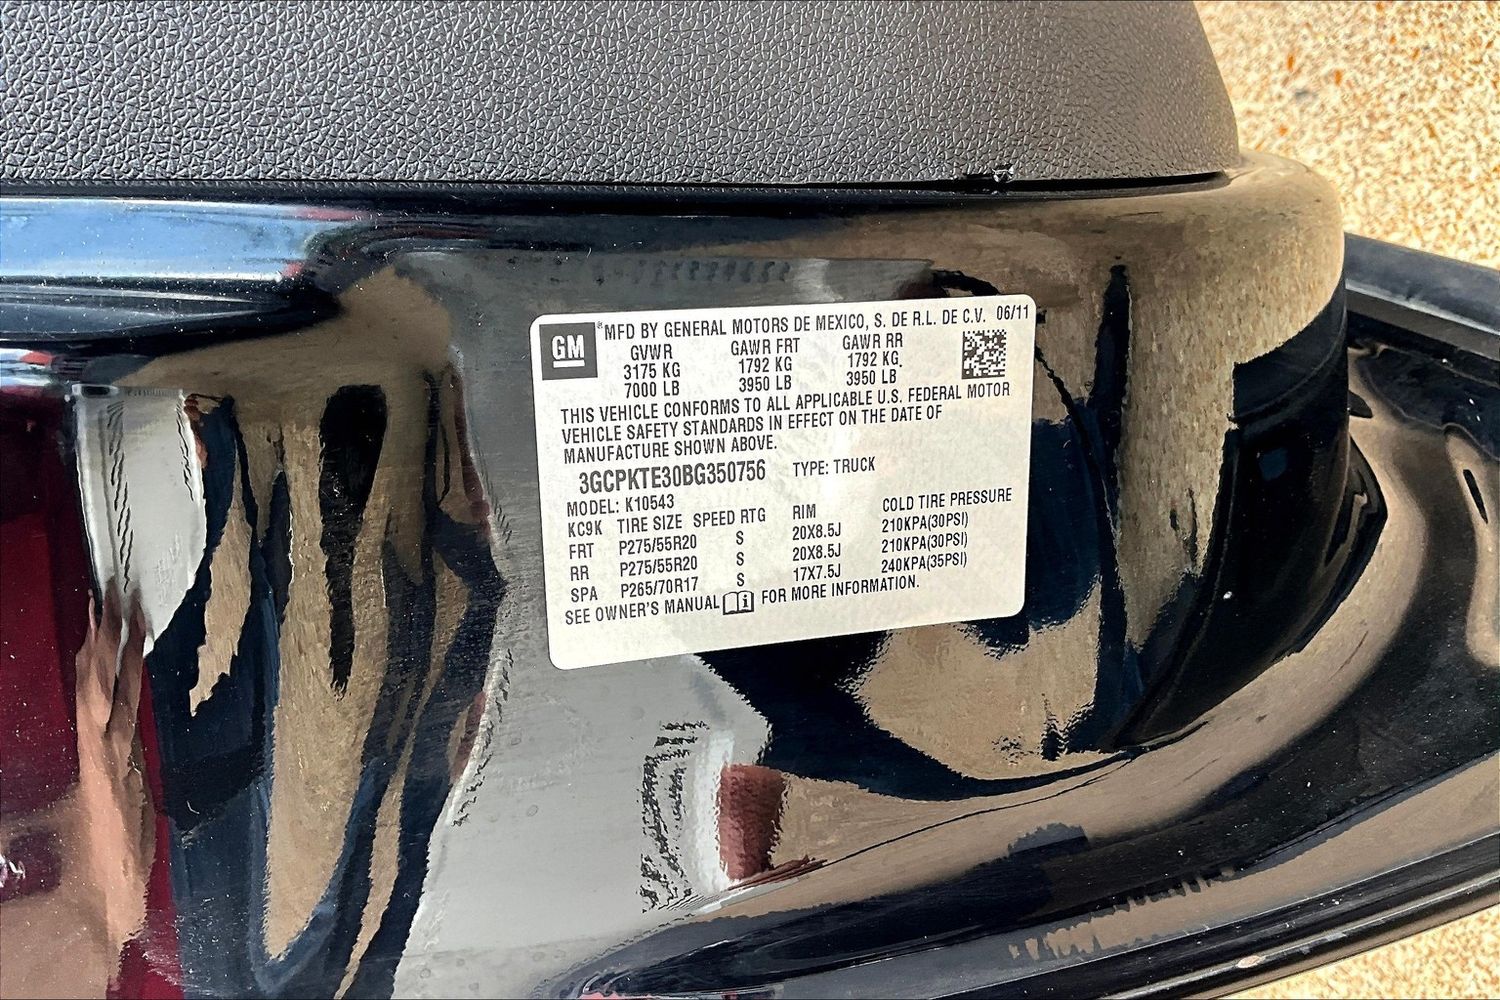 GM ® MFD BY GENERAL MOTORS DE MEXICO, S. DE R.L. DE C.V. 06/11
GVWR GAWR FRT GAWR RR
3175 KG 1792 KG 1792 KG
7000 LB 3950 LB 3950 LB
THIS VEHICLE CONFORMS TO ALL APPLICABLE U.S. FEDERAL MOTOR
VEHICLE SAFETY STANDARDS IN EFFECT ON THE DATE OF
MANUFACTURE SHOWN ABOVE.
3GCPKTE30BG350756 TYPE: TRUCK
MODEL: K10543
KC9K TIRE SIZE SPEED RTG RIM COLD TIRE PRESSURE
FRT P275/55R20 S 20X8.5J 210KPA(30PSI)
RR P275/55R20 S 20X8.5J 210KPA(30PSI)
SPA P265/70R17 S 17X7.5J 240KPA(35PSI)
SEE OWNER'S MANUAL i FOR MORE INFORMATION.